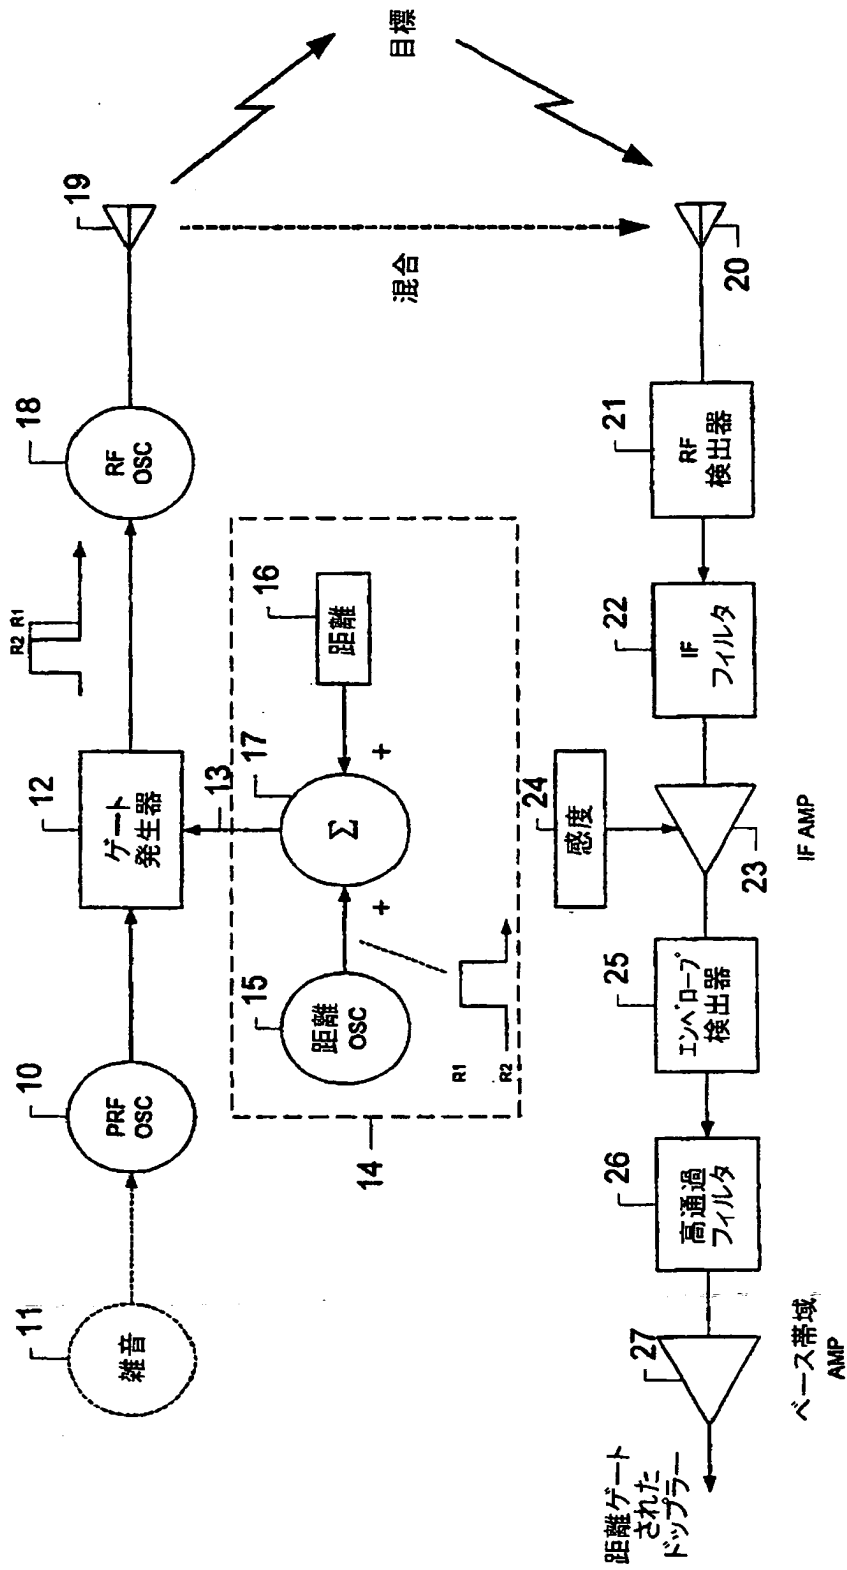 11
雑音
10
PRF
OSC
12
ゲート
発生器
R2 R1
18
RF
OSC
19
目標
混合
13
14
15
距離
OSC
17
Σ
+
+
16
距離
R1
R2
20
21
RF
検出器
22
IF
フィルタ
24
感度
23
IF AMP
25
エンベロープ
検出器
26
高通過
フィルタ
27
ベース帯域
AMP
距離ゲート
された
ドップラー